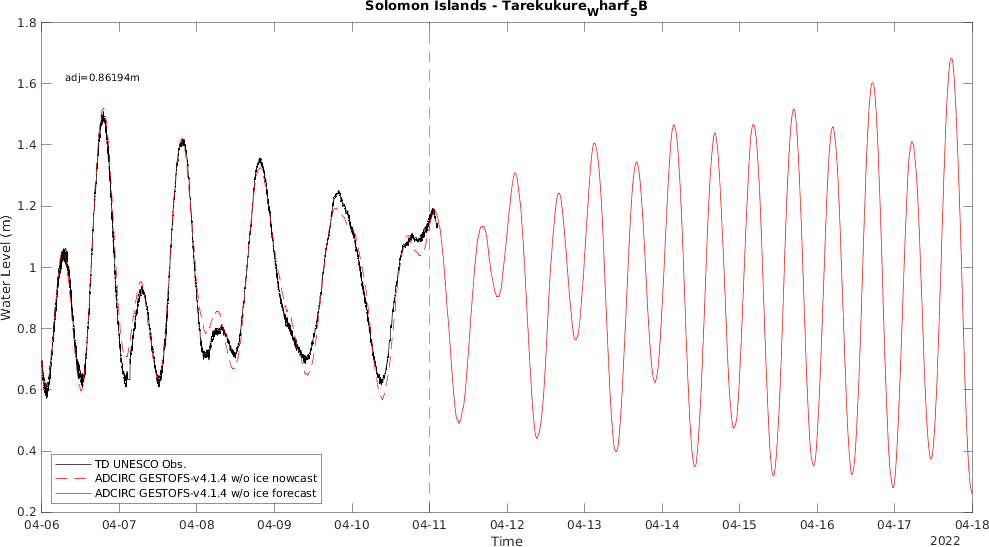 Solomon Islands - Tarekukure_Wharf_SB
adj=0.86194m
Water Level (m)
1.8
1.6
1.4
1.2
1
0.8
0.6
0.4
0.2
TD UNESCO Obs.
ADCIRC GESTOFS-v4.1.4 w/o ice nowcast
ADCIRC GESTOFS-v4.1.4 w/o ice forecast
04-06 04-07 04-08 04-09 04-10 04-11 04-12 04-13 04-14 04-15 04-16 04-17 04-18
Time
2022